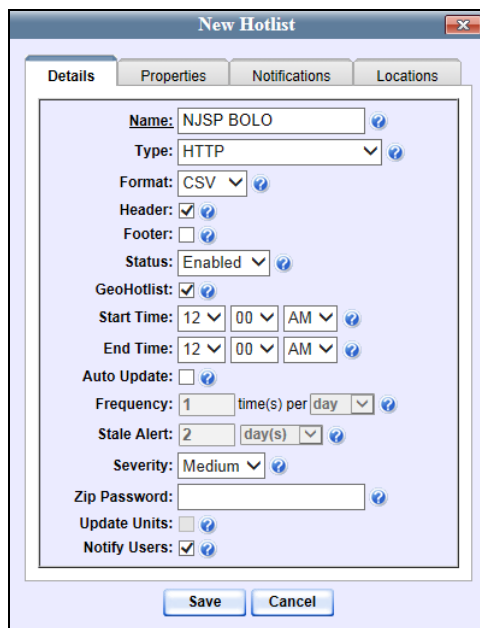 New Hotlist
Details Properties Notifications Locations
Name: NJSP BOLO
Type: HTTP
Format: CSV
Header:
Footer:
Status: Enabled
GeoHotlist:
Start Time: 12 00 AM
End Time: 12 00 AM
Auto Update:
Frequency: 1 time(s) per day
Stale Alert: 2 day(s)
Severity: Medium
Zip Password:
Update Units:
Notify Users:
Save Cancel